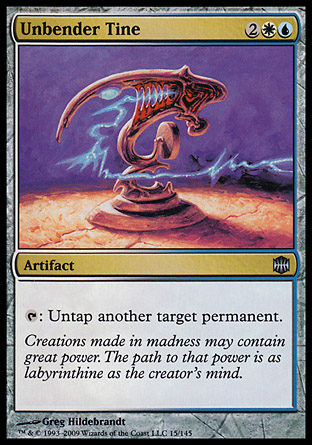 Unbender Tine 2
Artifact
: Untap another target permanent.
Creations made in madness may contain
great power. The path to that power is as
labyrinthine as the creator's mind.
Greg Hildebrandt
™ & © 1993–2009 Wizards of the Coast LLC 15/145